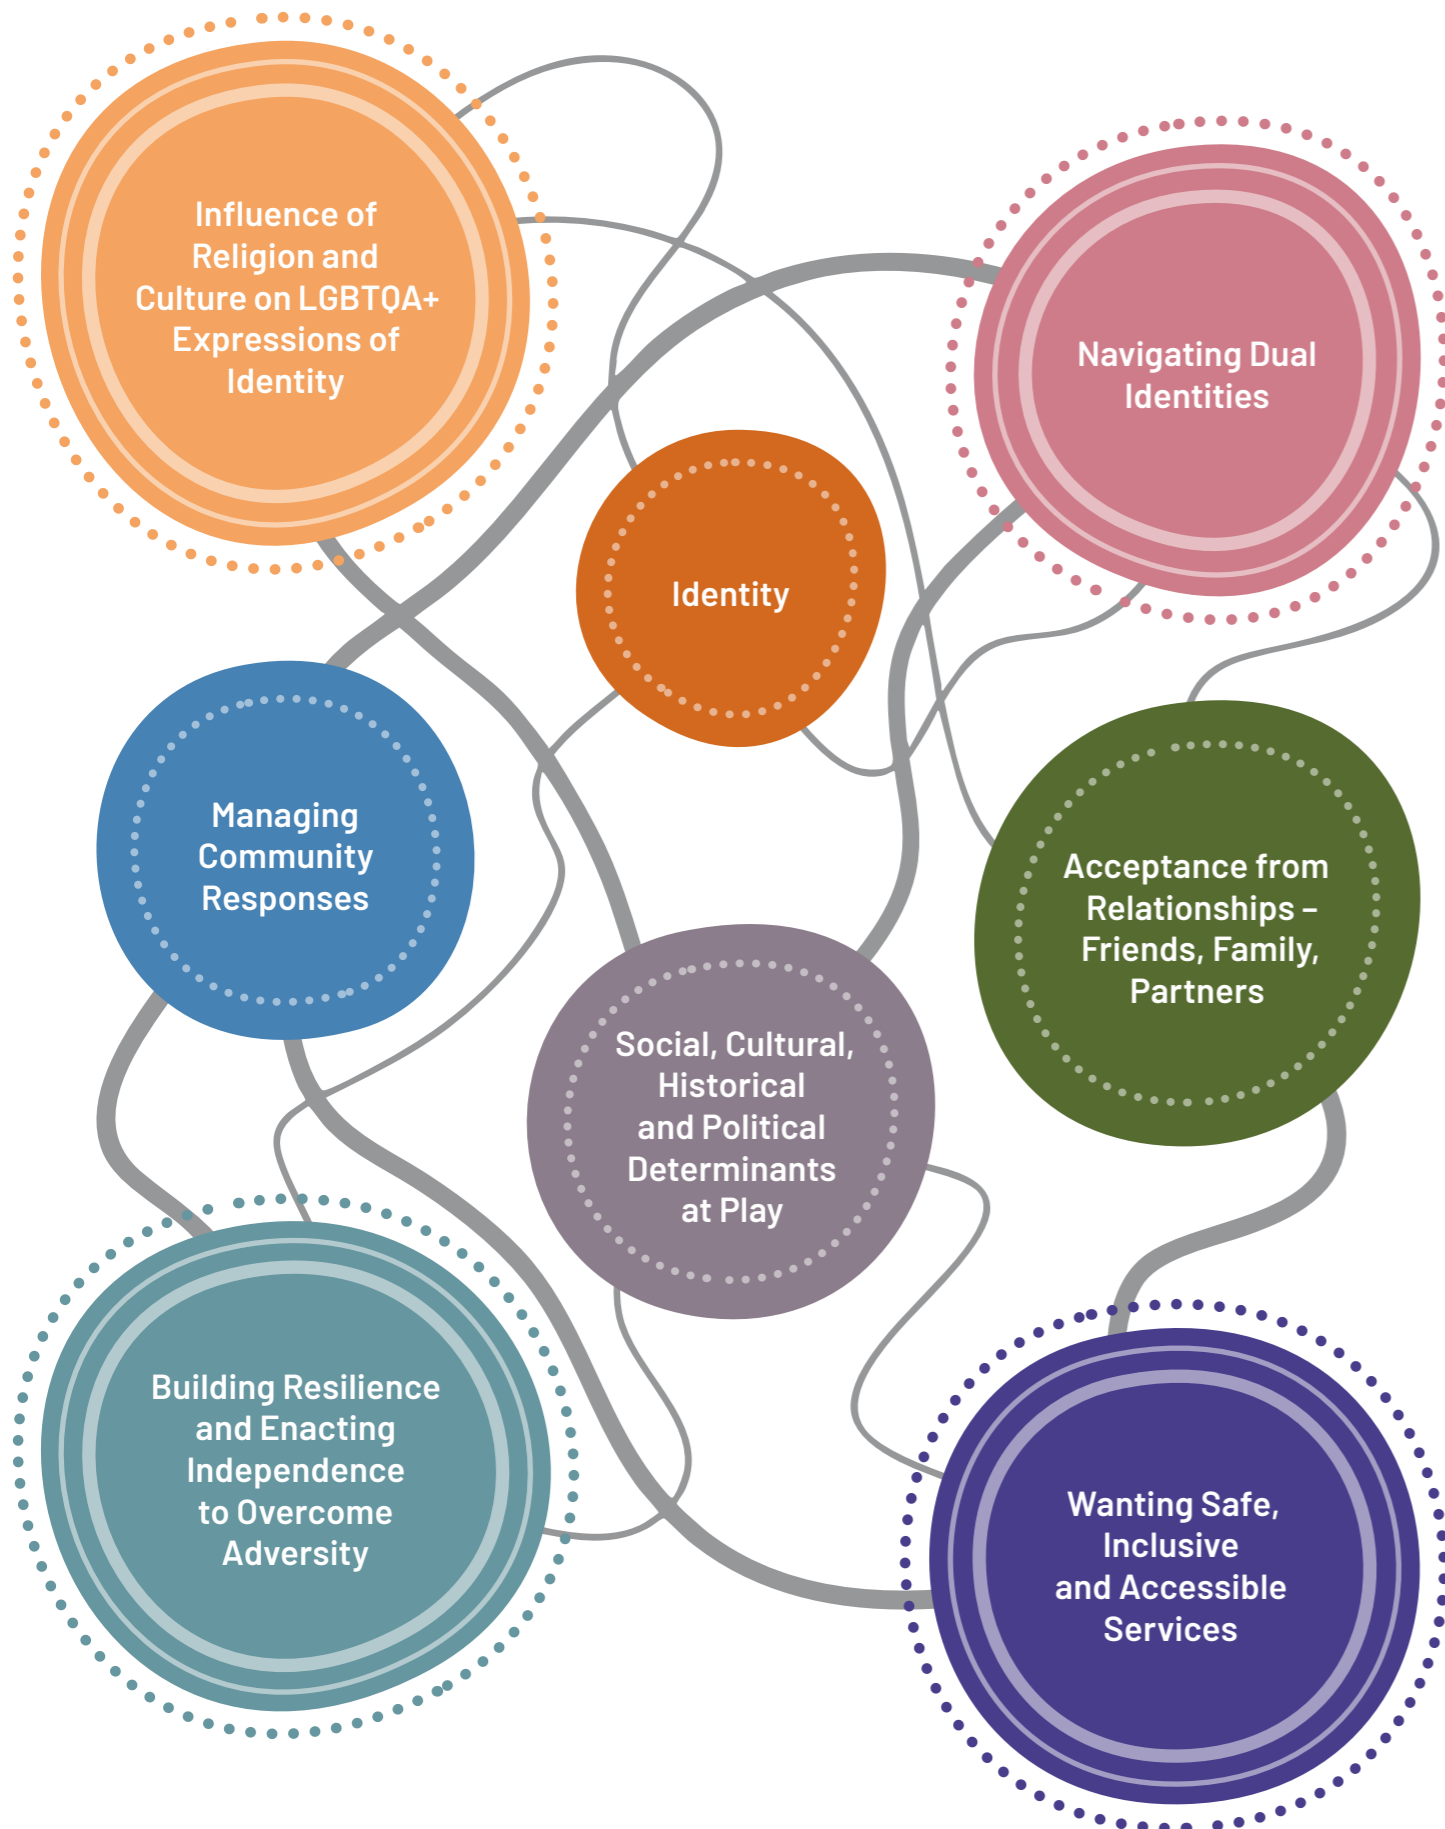 Influence of
Religion and
Culture on LGBTQA+
Expressions of
Identity
Navigating Dual
Identities
Identity
Managing
Community
Responses
Acceptance from
Relationships –
Friends, Family,
Partners
Social, Cultural,
Historical
and Political
Determinants
at Play
Building Resilience
and Enacting
Independence
to Overcome
Adversity
Wanting Safe,
Inclusive
and Accessible
Services